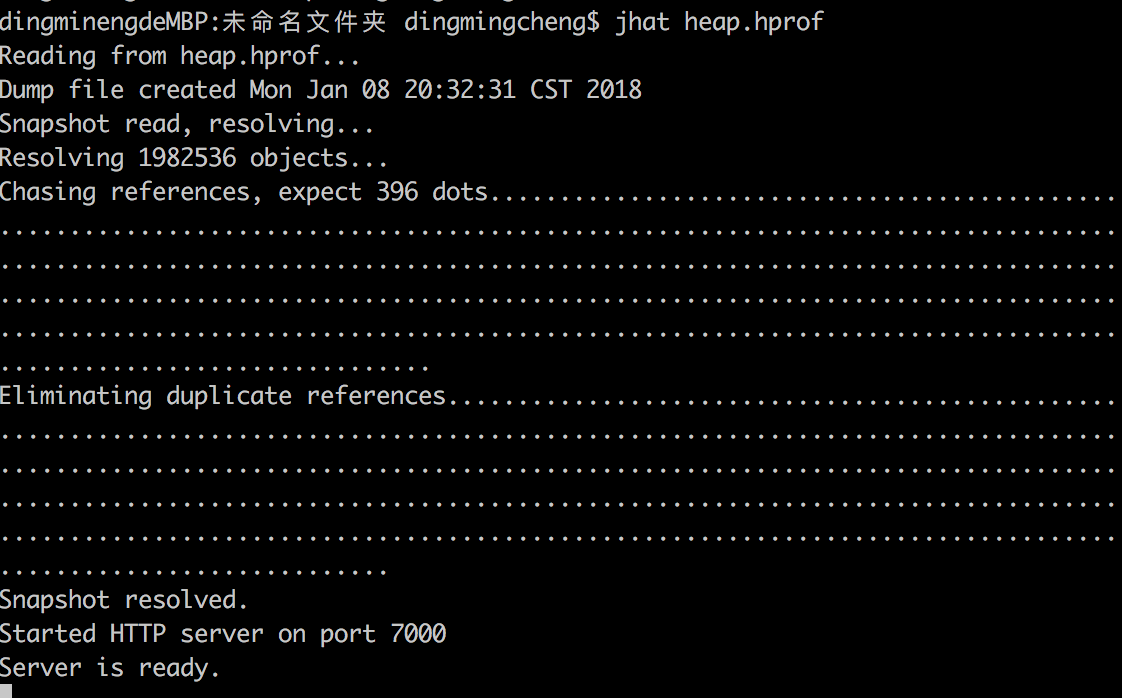 dingminengdeMBP:未命名文件夹 dingmingcheng$ jhat heap.hprof
Reading from heap.hprof...
Dump file created Mon Jan 08 20:32:31 CST 2018
Snapshot read, resolving...
Resolving 1982536 objects...
Chasing references, expect 396 dots.............................................
................................................................................
................................................................................
................................................................................
................................................................................
...............................
Eliminating duplicate references................................................
................................................................................
................................................................................
................................................................................
................................................................................
............................
Snapshot resolved.
Started HTTP server on port 7000
Server is ready.